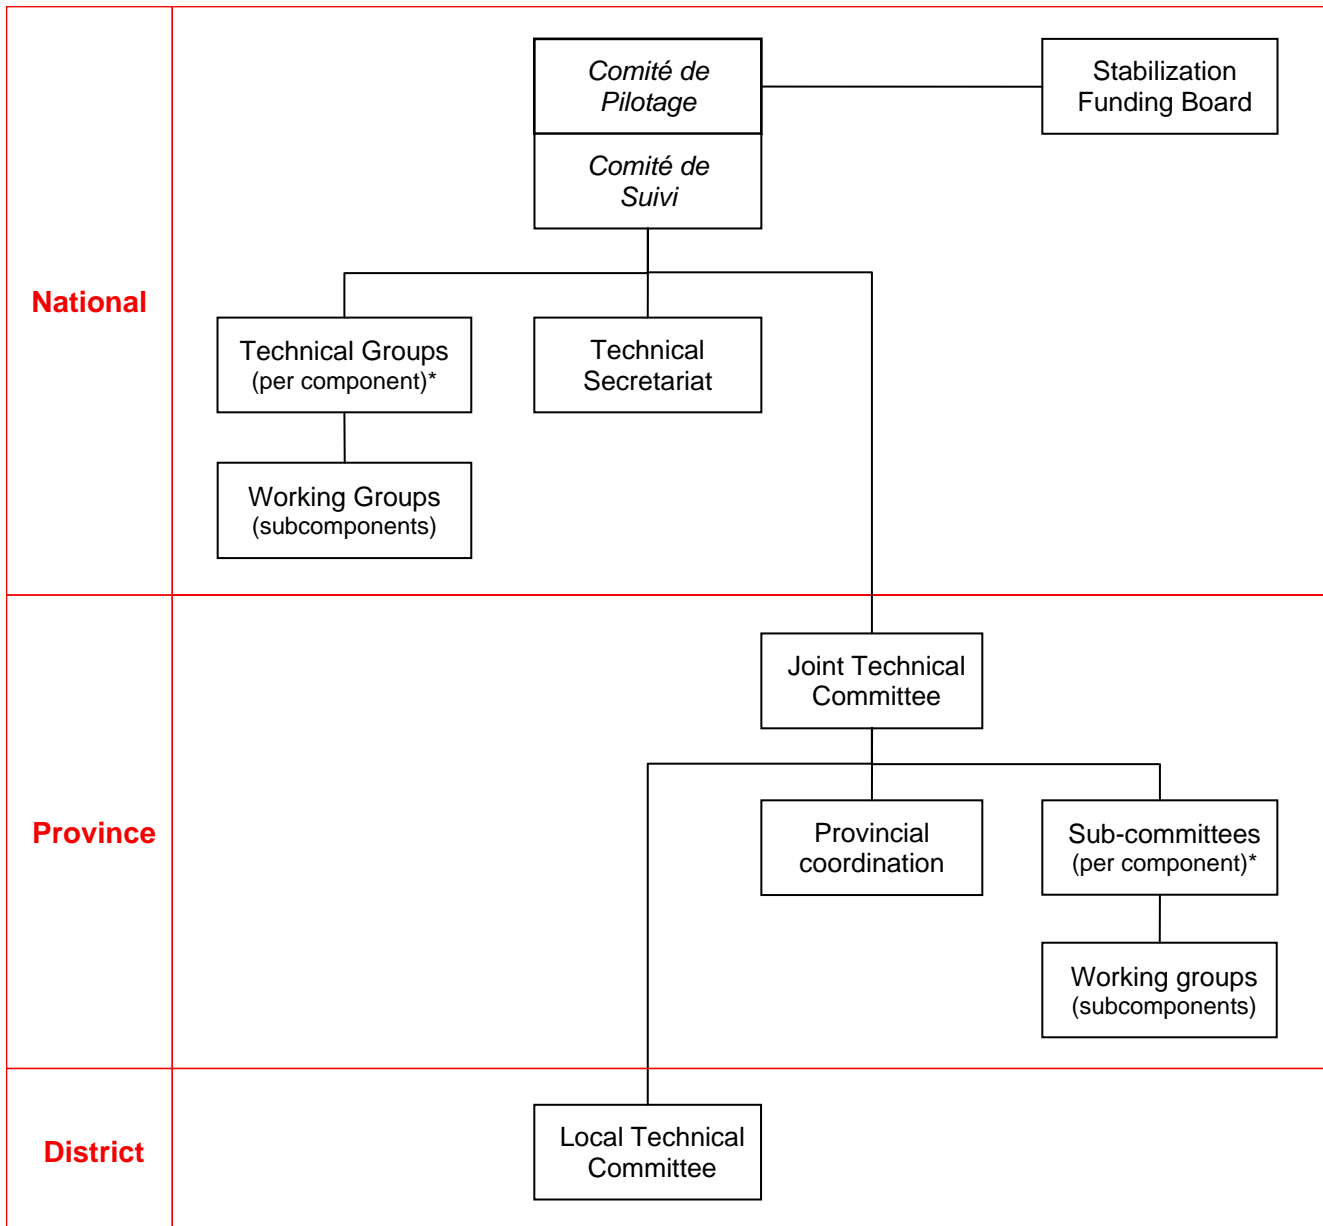 Comité de
Pilotage
Stabilization
Funding Board
Comité de
Suivi
National
Technical Groups
(per component)*
Technical
Secretariat
Working Groups
(subcomponents)
Joint Technical
Committee
Province
Provincial
coordination
Sub-committees
(per component)*
Working groups
(subcomponents)
District
Local Technical
Committee